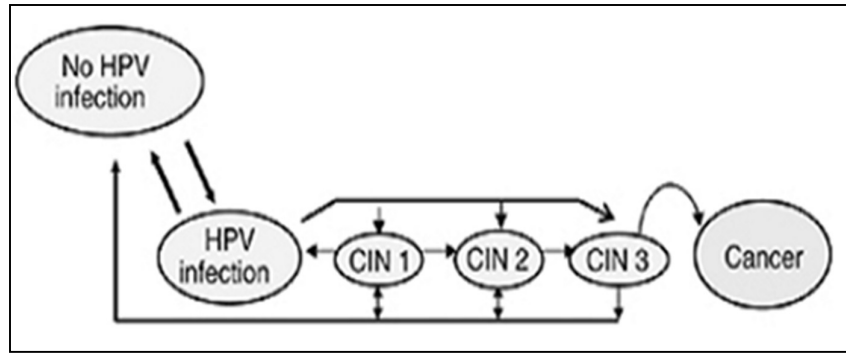 No HPV
infection
HPV
infection
CIN 1
CIN 2
CIN 3
Cancer